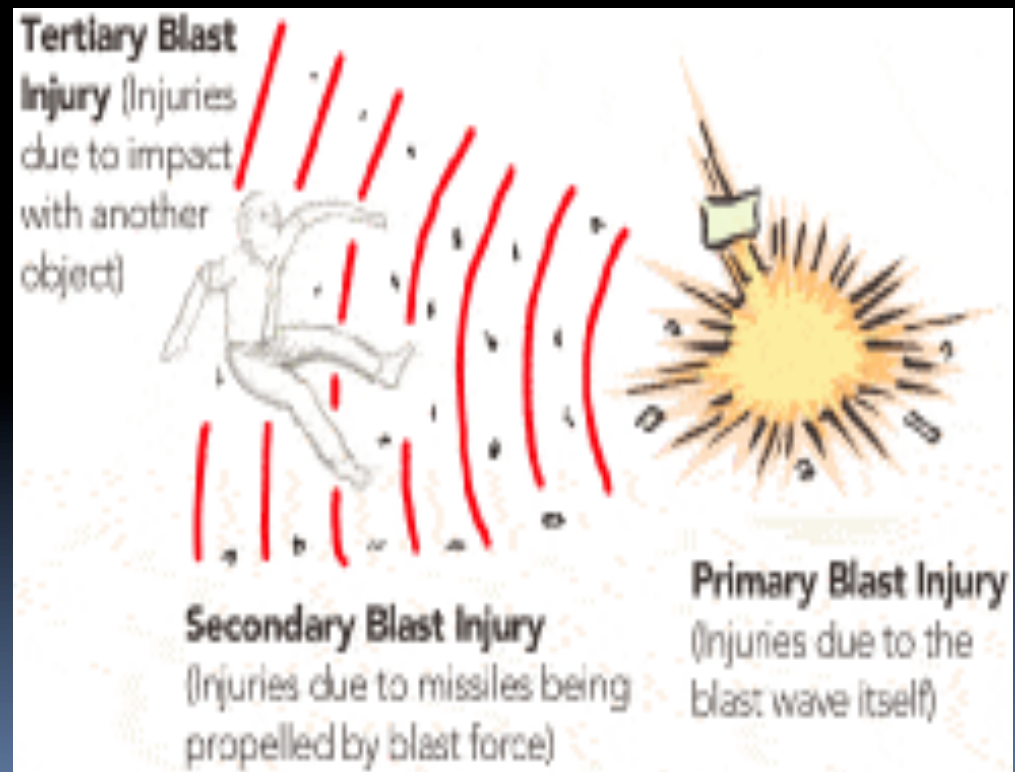 Tertiary Blast
Injury (Injuries
due to impact
with another
object)
Secondary Blast Injury
(Injuries due to missiles being
propelled by blast force)
Primary Blast Injury
(Injuries due to the
blast wave itself)